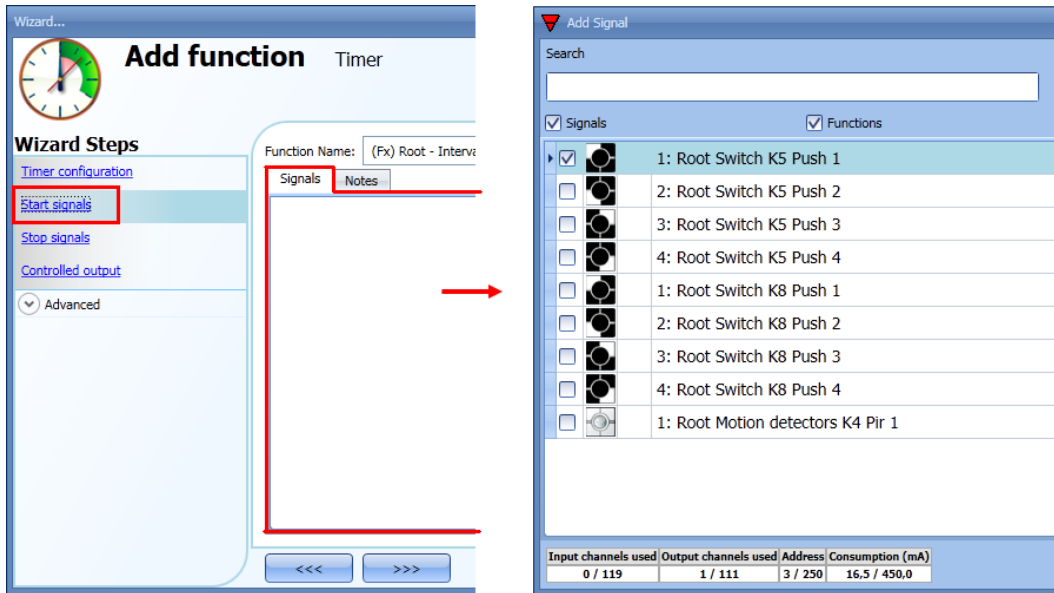 Wizard...
Add function Timer
Wizard Steps
Timer configuration
Start signals
Stop signals
Controlled output
Advanced
Function Name: (Fx) Root - Interva
Signals Notes
<<< >>>
Add Signal
Search
Signals Functions
1: Root Switch K5 Push 1
2: Root Switch K5 Push 2
3: Root Switch K5 Push 3
4: Root Switch K5 Push 4
1: Root Switch K8 Push 1
2: Root Switch K8 Push 2
3: Root Switch K8 Push 3
4: Root Switch K8 Push 4
1: Root Motion detectors K4 Pir 1
Input channels used Output channels used Address Consumption (mA)
0 / 119 1 / 111 3 / 250 16,5 / 450,0